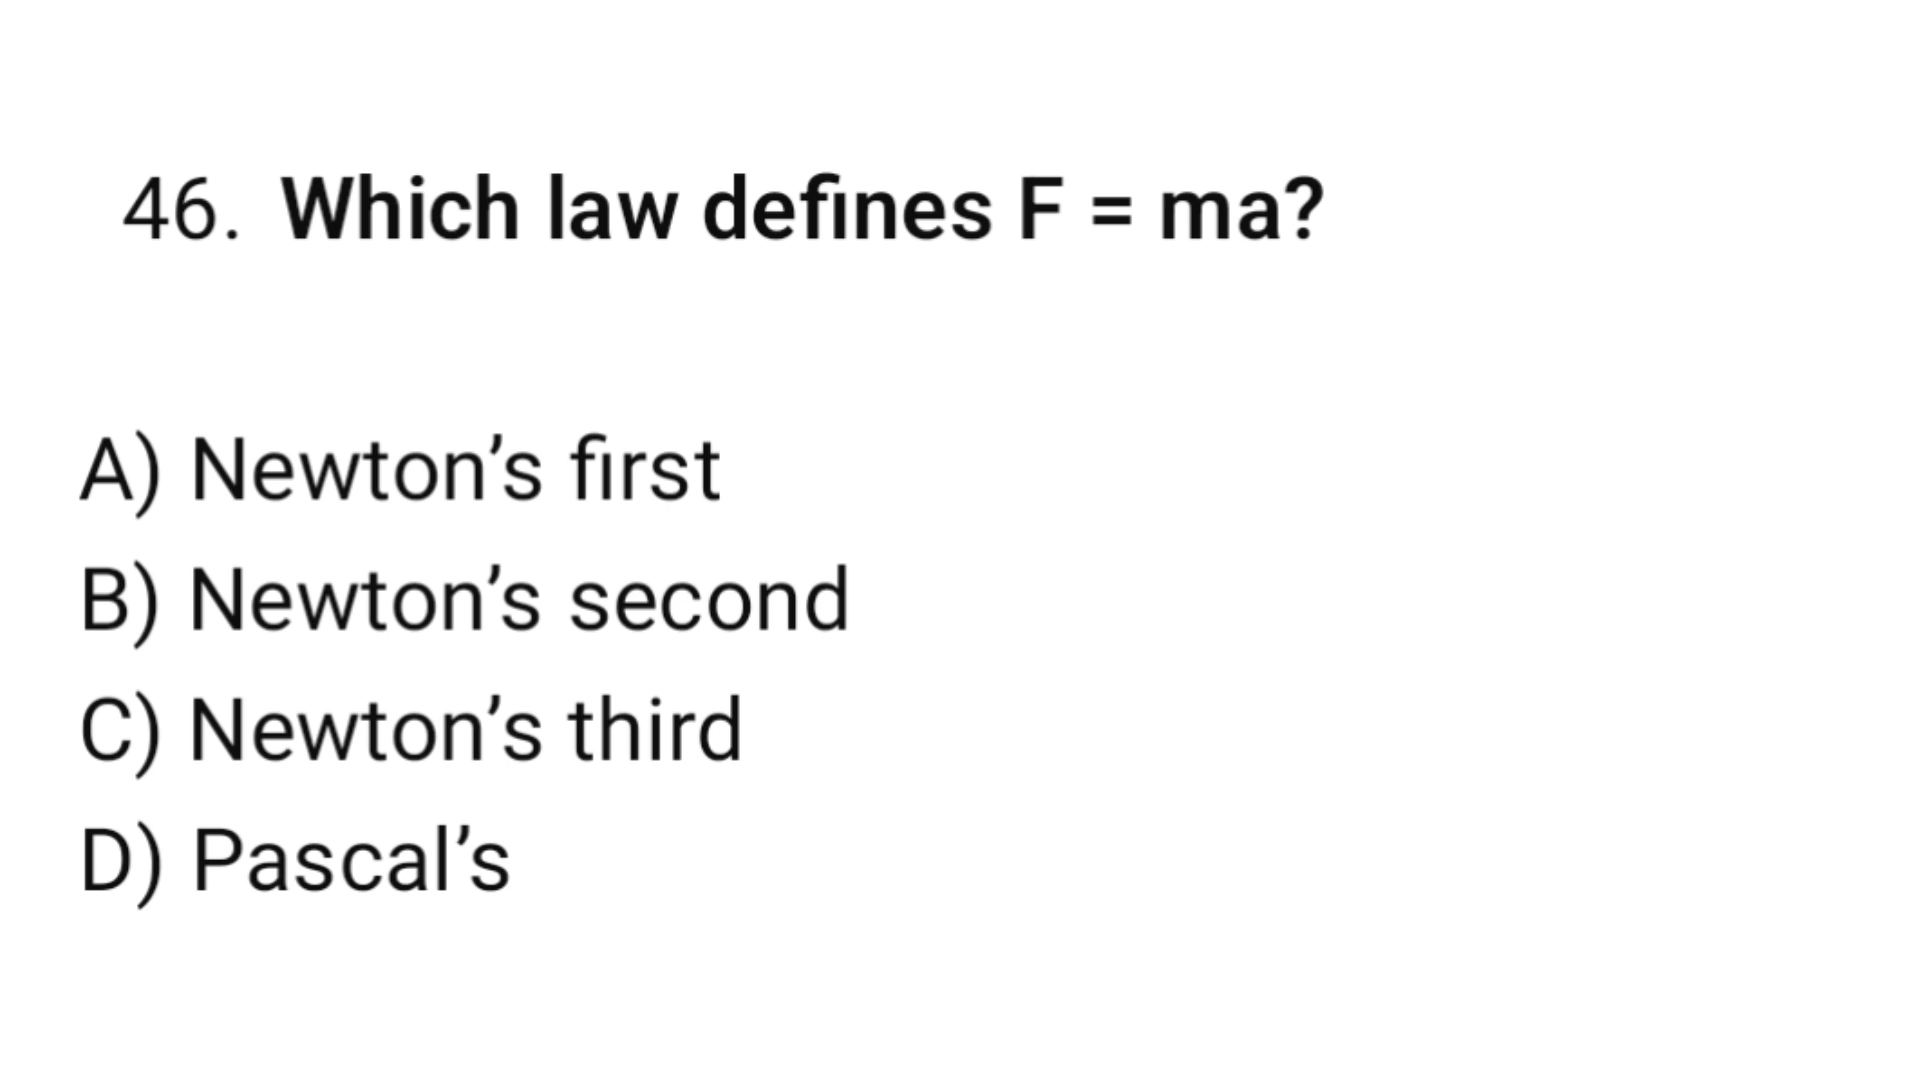 46. Which law defines F = ma?
A) Newton’s first
B) Newton’s second
C) Newton’s third
D) Pascal’s